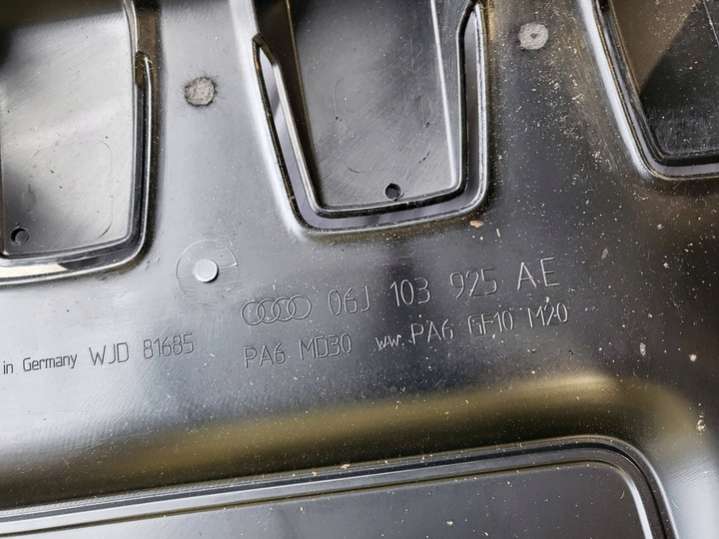 06J 103 925 AE
in Germany WJD 81685 PA6 MD30 ww. PA6 GF10 M20